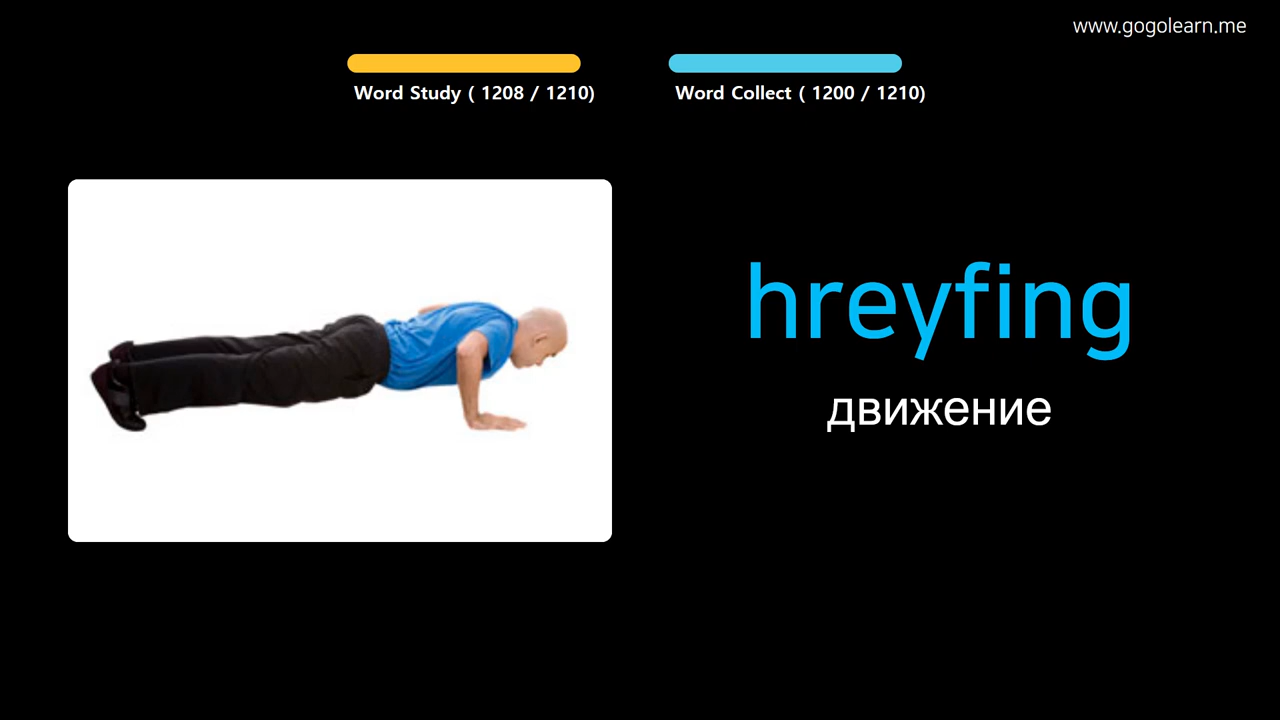 www.gogolearn.me
Word Study ( 1208 / 1210)
Word Collect ( 1200 / 1210)
hreyfing
движение